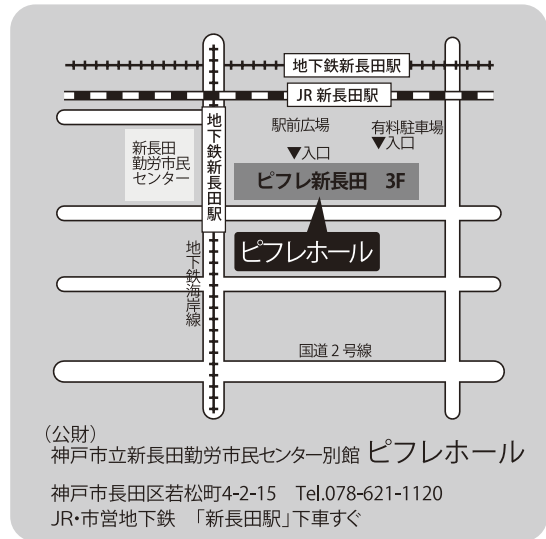 地下鉄新長田駅
JR 新長田駅
駅前広場
有料駐車場
▼入口
▼入口
新長田
勤労市民
センター
地下鉄新長田駅
ピフレ新長田 3F
ピフレホール
地下鉄海岸線
国道2号線
(公財)
神戸市立新長田勤労市民センター別館 ピフレホール
神戸市長田区若松町4-2-15 Tel.078-621-1120
JR・市営地下鉄 「新長田駅」下車すぐ